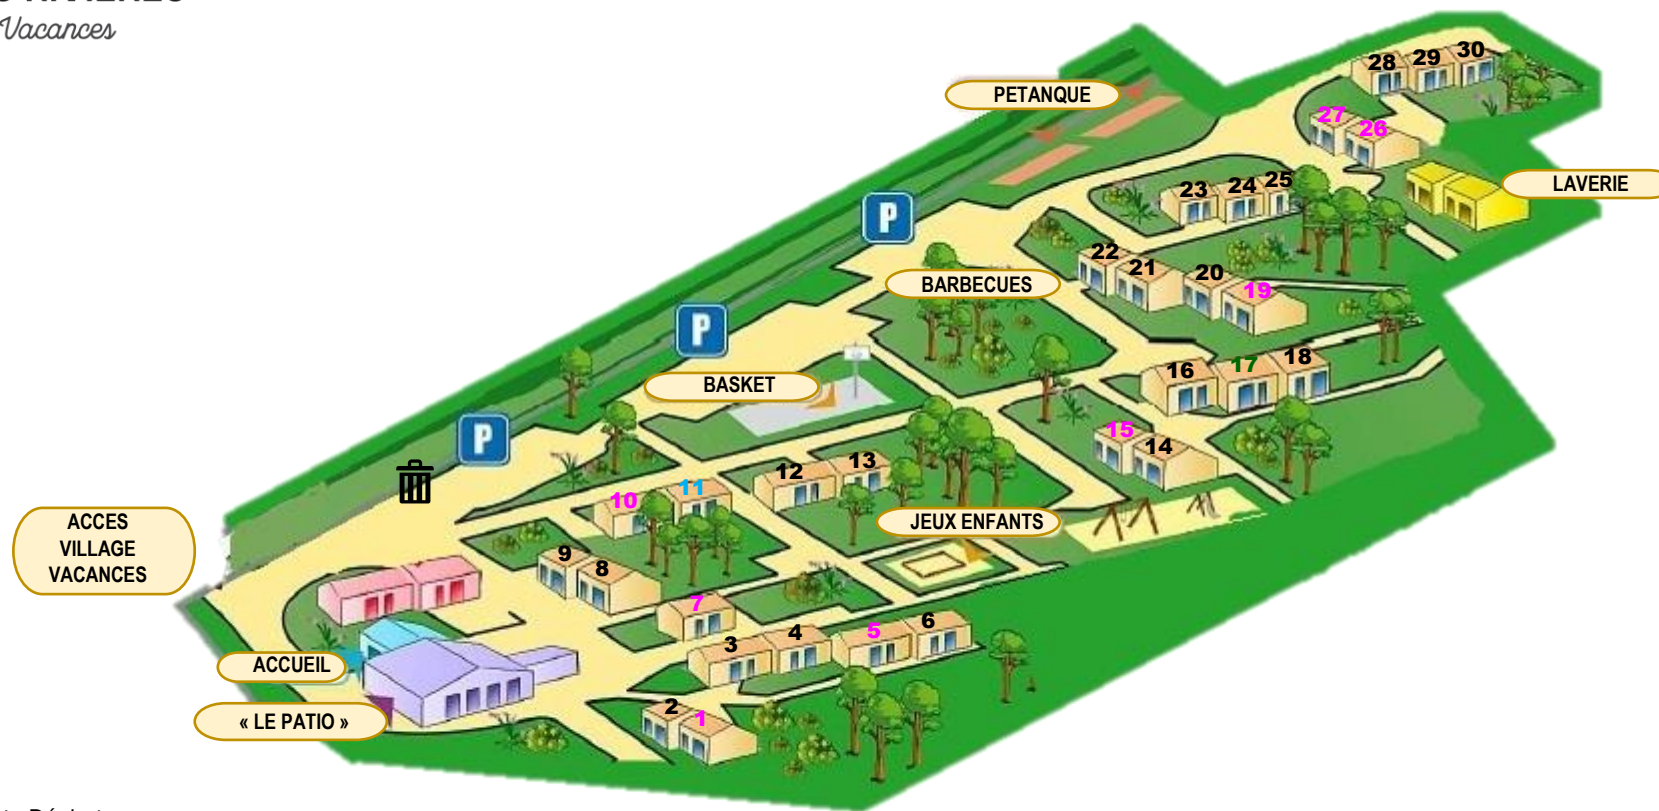 Vacances
PETANQUE
28 29 30
27 26
LAVERIE
23 24 25
P
22 21 20 19
BARBECUES
P
BASKET
16 17 18
15 14
P
12 13
10 11
JEUX ENFANTS
ACCES
VILLAGE
VACANCES
9 8
7
3 4 5 6
ACCUEIL
« LE PATIO »
2 1